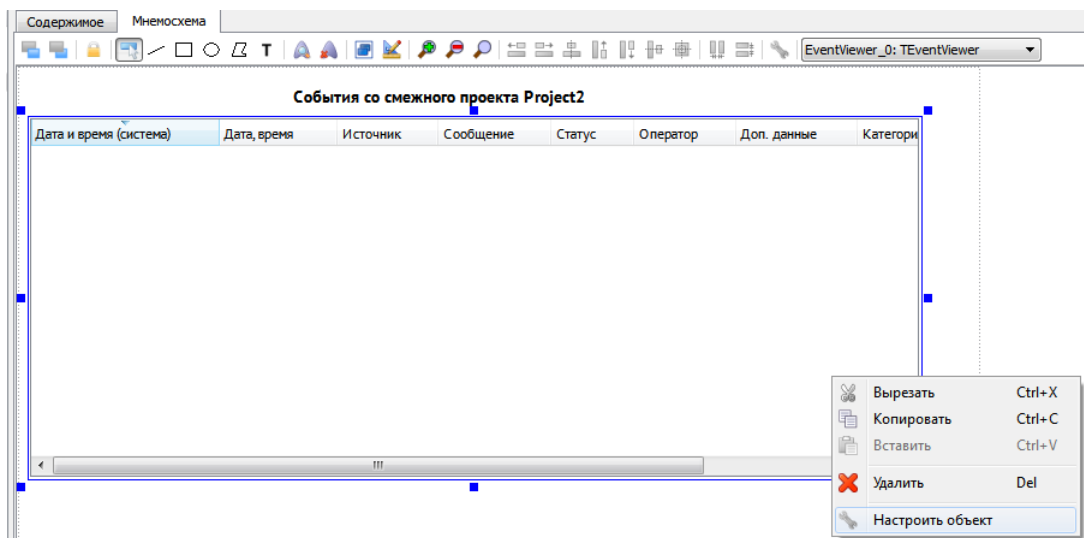 Содержимое Мнемосхема
T EventViewer_0: TEventViewer
События со смежного проекта Project2
Дата и время (система) Дата, время Источник Сообщение Статус Оператор Доп. данные Категори
Вырезать Ctrl+X
Копировать Ctrl+C
Вставить Ctrl+V
Удалить Del
Настроить объект